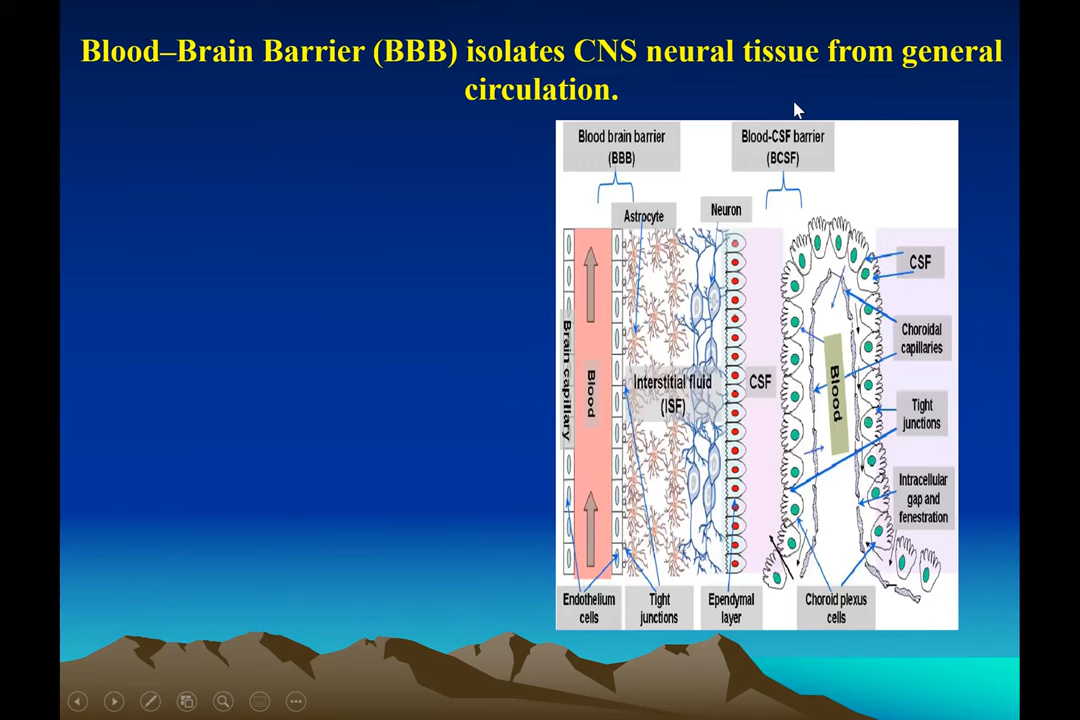 Blood–Brain Barrier (BBB) isolates CNS neural tissue from general
circulation.
Blood brain barrier
(BBB)
Blood-CSF barrier
(BCSF)
Astrocyte
Neuron
CSF
Choroidal
capillaries
Brain capillary
Blood
Interstitial fluid
(ISF)
CSF
Blood
Tight
junctions
Intracellular
gap and
fenestration
Endothelium
cells
Tight
junctions
Ependymal
layer
Choroid plexus
cells